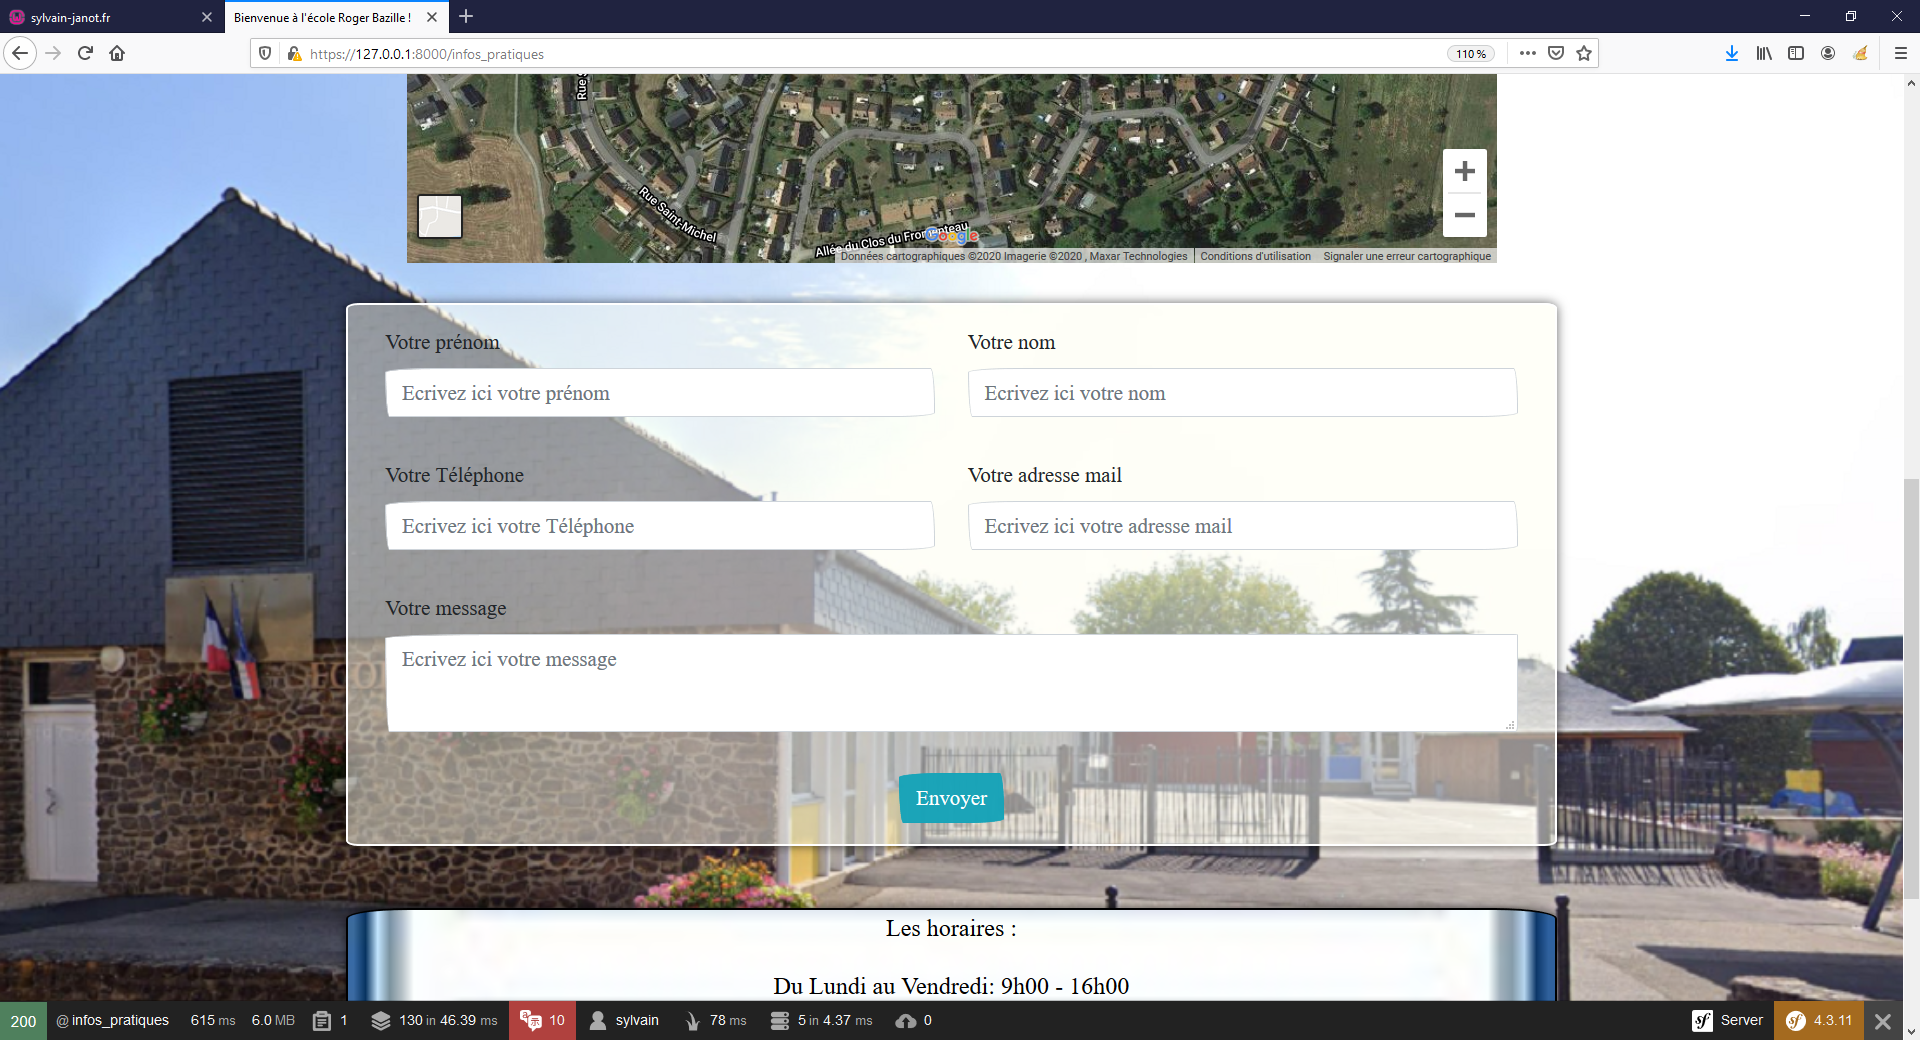 sylvain-janot.fr
Bienvenue à l'école Roger Bazille !
https://127.0.0.1:8000/infos_pratiques
110 %
Rue Saint-Michel
Allée du Clos du Fromenteau
Google
Données cartographiques ©2020 Imagerie ©2020 , Maxar Technologies
Conditions d'utilisation
Signaler une erreur cartographique
Votre prénom
Votre nom
Ecrivez ici votre prénom
Ecrivez ici votre nom
Votre Téléphone
Votre adresse mail
Ecrivez ici votre Téléphone
Ecrivez ici votre adresse mail
Votre message
Ecrivez ici votre message
Envoyer
Les horaires :
Du Lundi au Vendredi: 9h00 - 16h00
200 @ infos_pratiques 615 ms 6.0 MB 1 130 in 46.39 ms 10 sylvain 78 ms 5 in 4.37 ms 0 Server 4.3.11